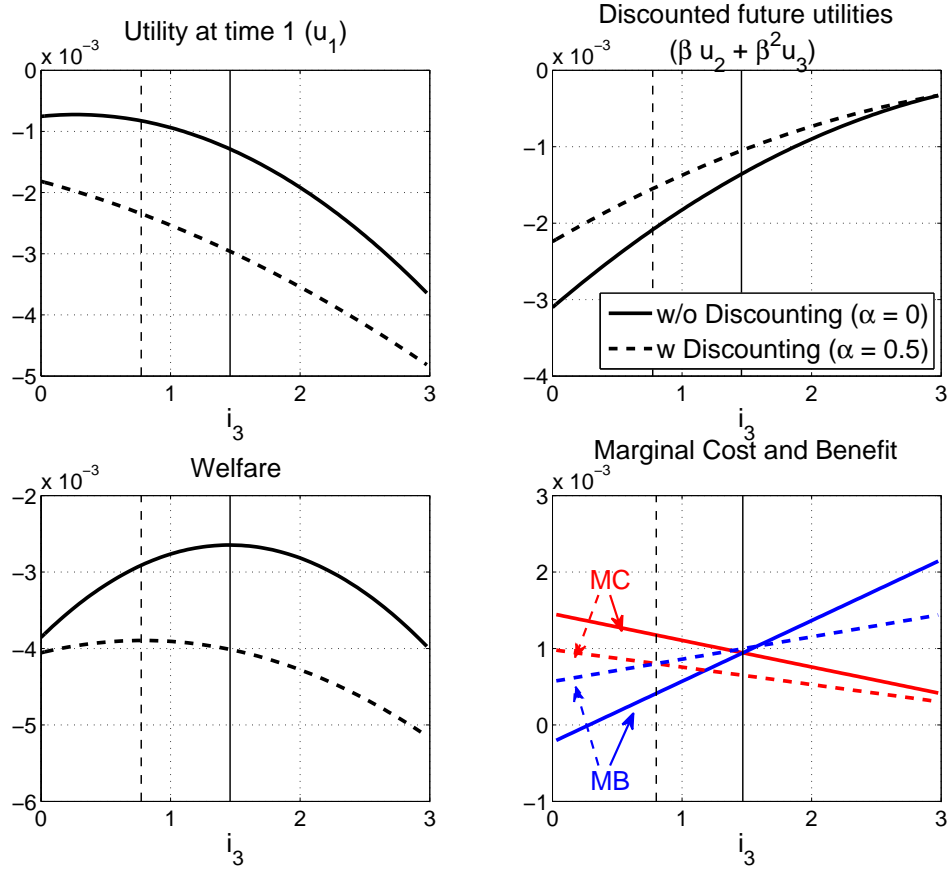 Utility at time 1 (u₁)
x 10⁻³
0
−1
−2
−3
−4
−5
0 1 2 3
i₃
Discounted future utilities
(β u₂ + β²u₃)
x 10⁻³
0
−1
−2
−3
−4
w/o Discounting (α = 0)
w Discounting (α = 0.5)
0 1 2 3
i₃
Welfare
x 10⁻³
−2
−3
−4
−5
−6
0 1 2 3
i₃
Marginal Cost and Benefit
x 10⁻³
3
2
1
0
−1
MC
MB
0 1 2 3
i₃